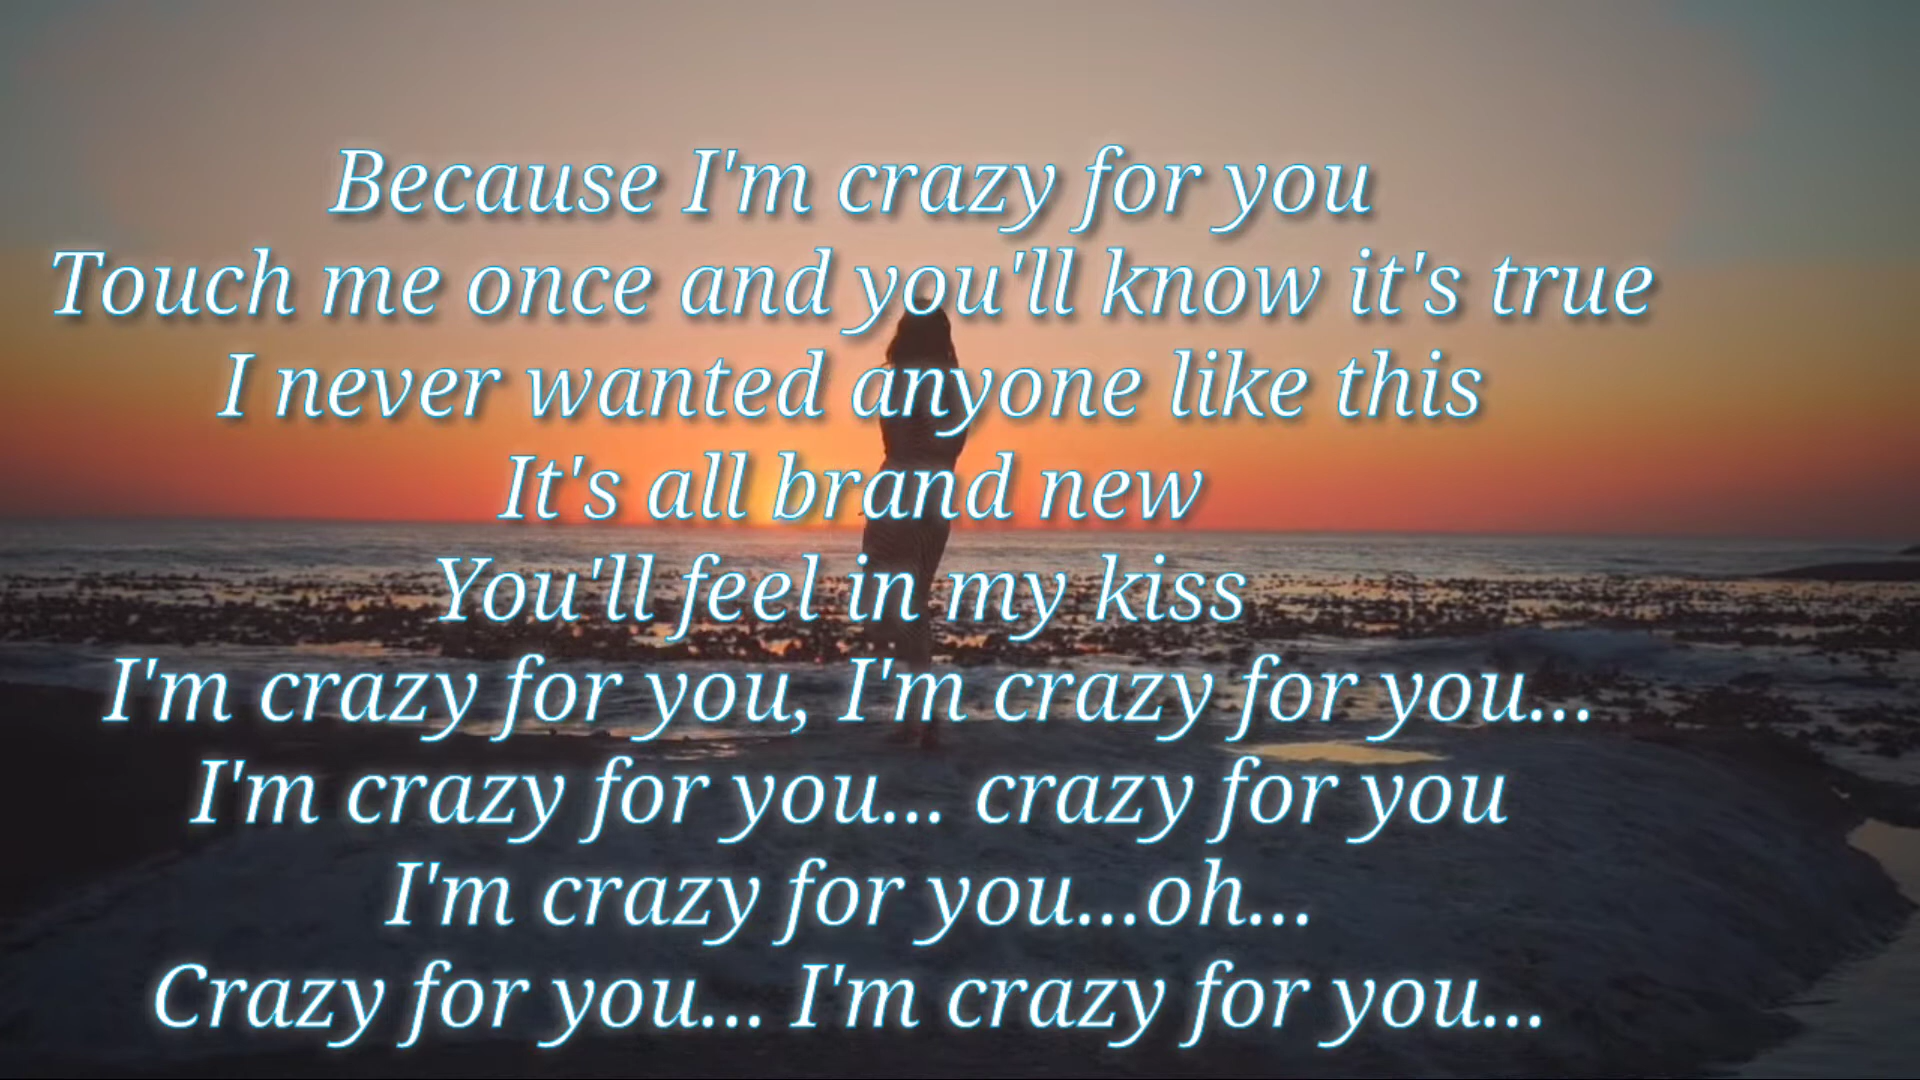 Because I'm crazy for you
Touch me once and you'll know it's true
I never wanted anyone like this
It's all brand new
You'll feel in my kiss
I'm crazy for you, I'm crazy for you...
I'm crazy for you... crazy for you
I'm crazy for you...oh...
Crazy for you... I'm crazy for you...